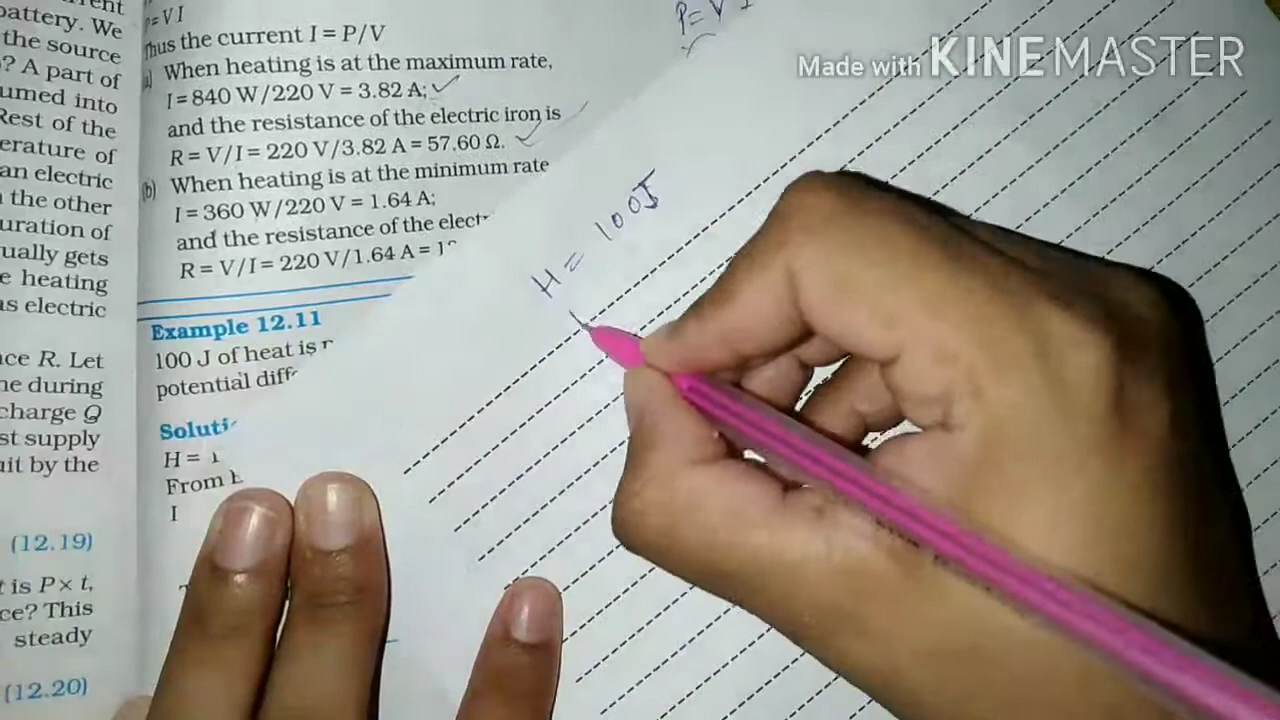 battery. We
the source
? A part of
umed into
Rest of the
erature of
an electric
the other
uration of
ually gets
e heating
as electric
nce R. Let
ne during
charge Q
st supply
uit by the
(12.19)
t is P× t,
ce? This
steady
(12.20)
P = V I
Thus the current I = P/V
(a) When heating is at the maximum rate,
I = 840 W/220 V = 3.82 A;
and the resistance of the electric iron is
R = V/I = 220 V/3.82 A = 57.60 Ω.
(b) When heating is at the minimum rate
I = 360 W/220 V = 1.64 A;
and the resistance of the elect
R = V/I = 220 V/1.64 A = 1
Example 12.11
100 J of heat is
potential diff
Soluti
H = 1
From
I
P = V I
H = 100J
Made with KINEMASTER